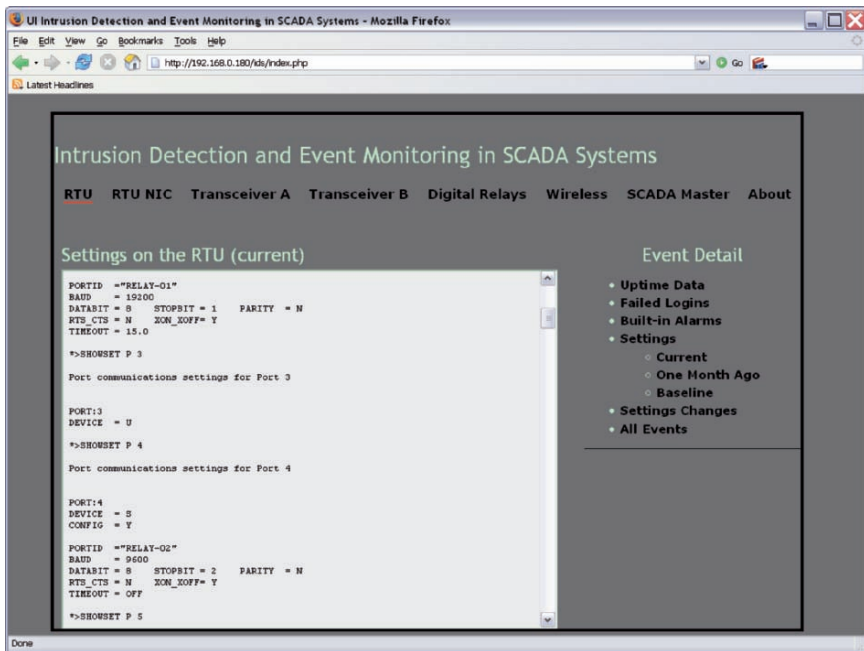 UI Intrusion Detection and Event Monitoring in SCADA Systems - Mozilla Firefox
File Edit View Go Bookmarks Tools Help
http://192.168.0.180/ids/index.php
Go
Latest Headlines
Intrusion Detection and Event Monitoring in SCADA Systems
RTU RTU NIC Transceiver A Transceiver B Digital Relays Wireless SCADA Master About
Settings on the RTU (current)
PORTID ="RELAY-01"
BAUD = 19200
DATABIT = 8 STOPBIT = 1 PARITY = N
RTS_CTS = N XON_XOFF= Y
TIMEOUT = 15.0
*>SHOWSET P 3
Port communications settings for Port 3
PORT:3
DEVICE = U
*>SHOWSET P 4
Port communications settings for Port 4
PORT:4
DEVICE = S
CONFIG = Y
PORTID ="RELAY-02"
BAUD = 9600
DATABIT = 8 STOPBIT = 2 PARITY = N
RTS_CTS = N XON_XOFF= Y
TIMEOUT = OFF
*>SHOWSET P 5
Event Detail
• Uptime Data
• Failed Logins
• Built-in Alarms
• Settings
◦ Current
◦ One Month Ago
◦ Baseline
• Settings Changes
• All Events
Done